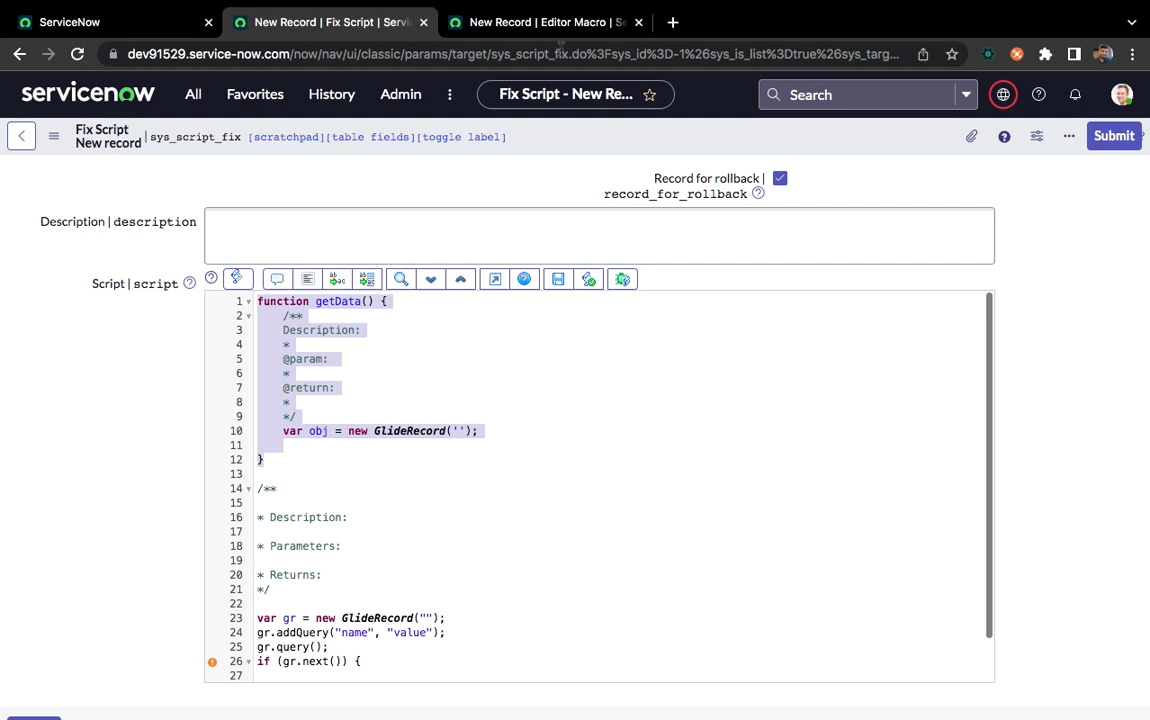 ServiceNow
New Record | Fix Script | Servi
New Record | Editor Macro | Se
dev91529.service-now.com/now/nav/ui/classic/params/target/sys_script_fix.do%3Fsys_id%3D-1%26sys_is_list%3Dtrue%26sys_targ...
servicenow
All
Favorites
History
Admin
Fix Script - New Re...
Search
Fix Script
New record
sys_script_fix [scratchpad][table fields][toggle label]
Submit
Record for rollback |
record_for_rollback
Description | description
Script | script
1 function getData() {
2 /**
3 Description:
4 *
5 @param:
6 *
7 @return:
8 *
9 */
10 var obj = new GlideRecord('');
11
12 }
13
14 /**
15
16 * Description:
17
18 * Parameters:
19
20 * Returns:
21 */
22
23 var gr = new GlideRecord("");
24 gr.addQuery("name", "value");
25 gr.query();
26 if (gr.next()) {
27